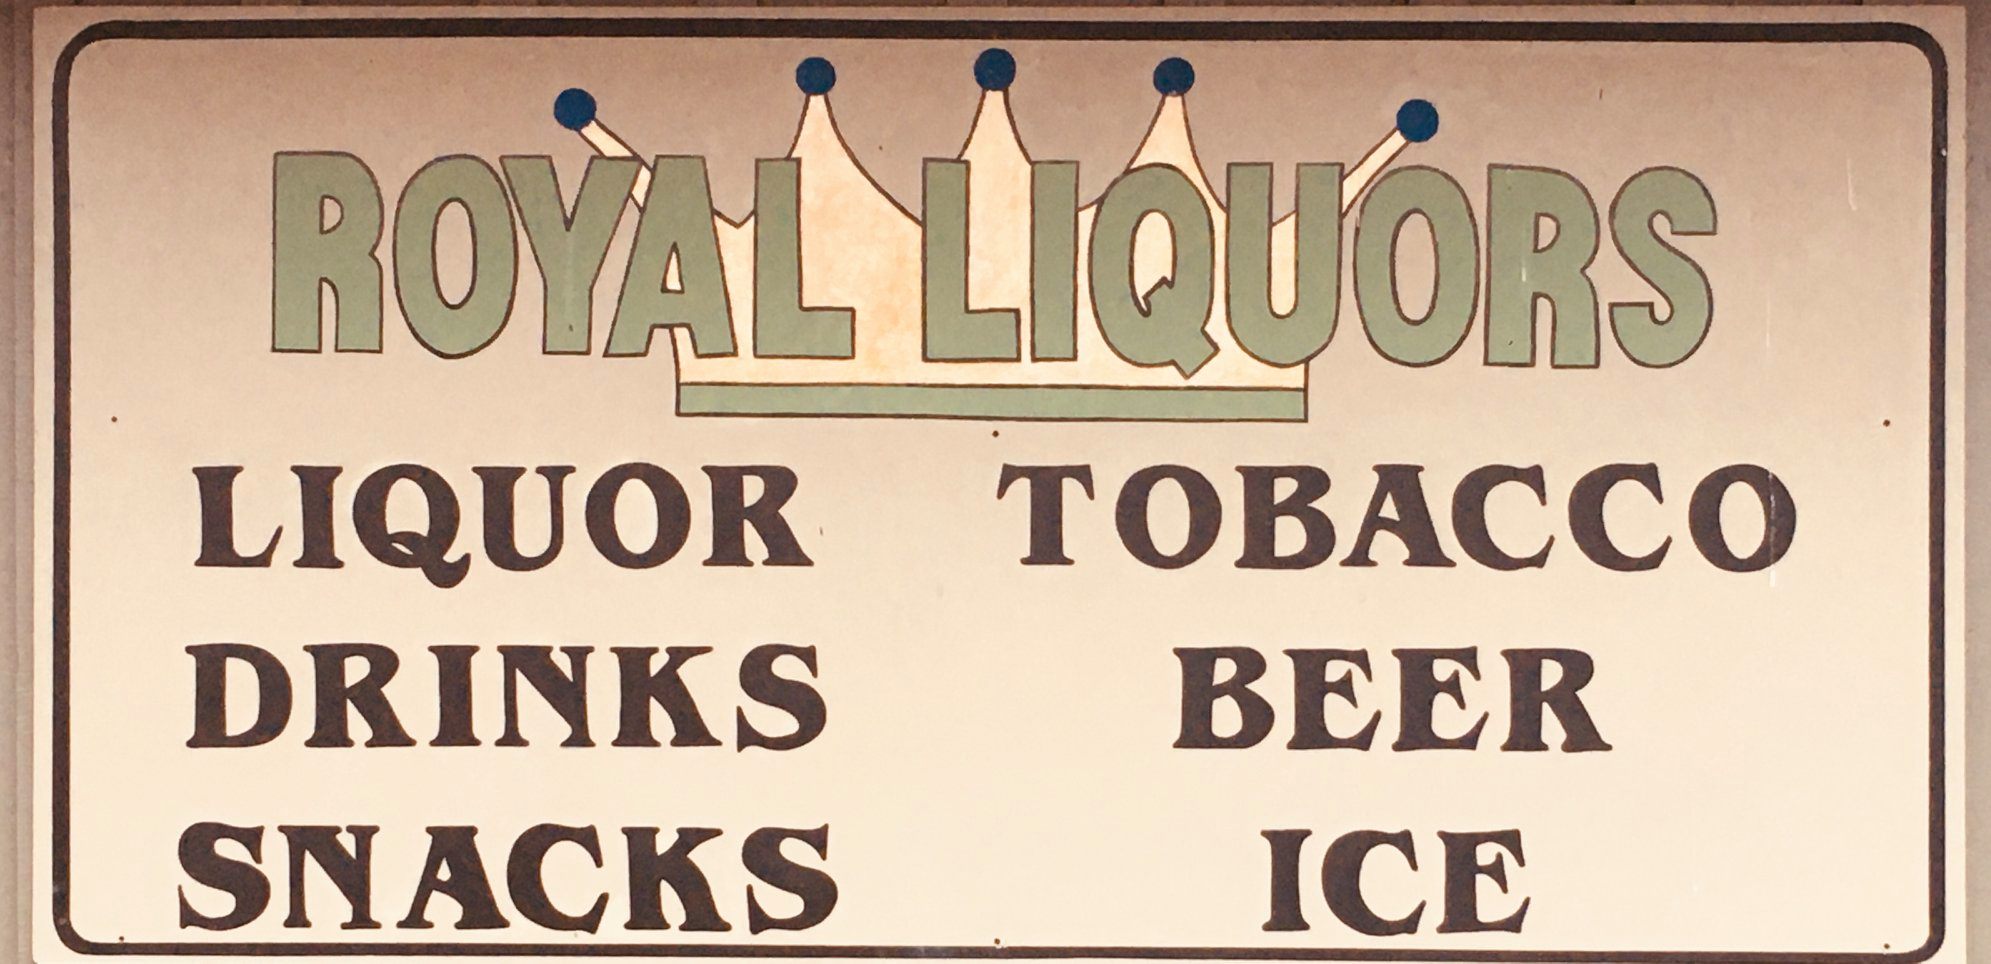 ROYAL LIQUORS
LIQUOR TOBACCO
DRINKS BEER
SNACKS ICE